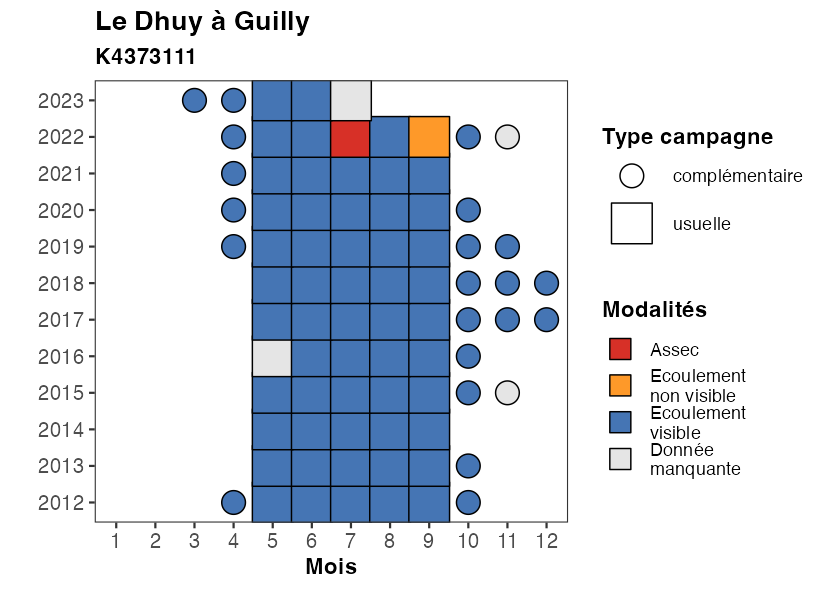 Le Dhuy à Guilly
K4373111
2023
2022
2021
2020
2019
2018
2017
2016
2015
2014
2013
2012
1 2 3 4 5 6 7 8 9 10 11 12
Mois
Type campagne
complémentaire
usuelle
Modalités
Assec
Ecoulement
non visible
Ecoulement
visible
Donnée
manquante